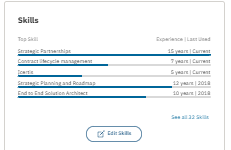 Skills
Top Skill Experience | Last Used
Strategic Partnerships 15 years | Current
Contract lifecycle management 7 years | Current
Icertis 5 years | Current
Strategic Planning and Roadmap 12 years | 2018
End to End Solution Architect 10 years | 2018
See all 22 Skills
Edit Skills